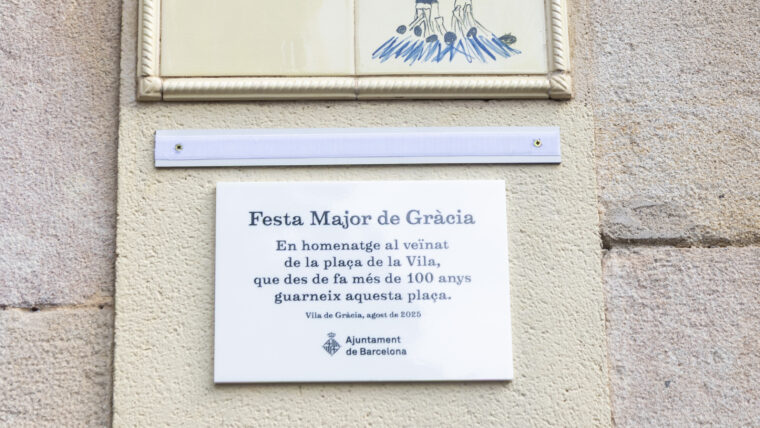 Festa Major de Gràcia
En homenatge al veïnat
de la plaça de la Vila,
que des de fa més de 100 anys
guarneix aquesta plaça.
Vila de Gràcia, agost de 2025
Ajuntament
de Barcelona